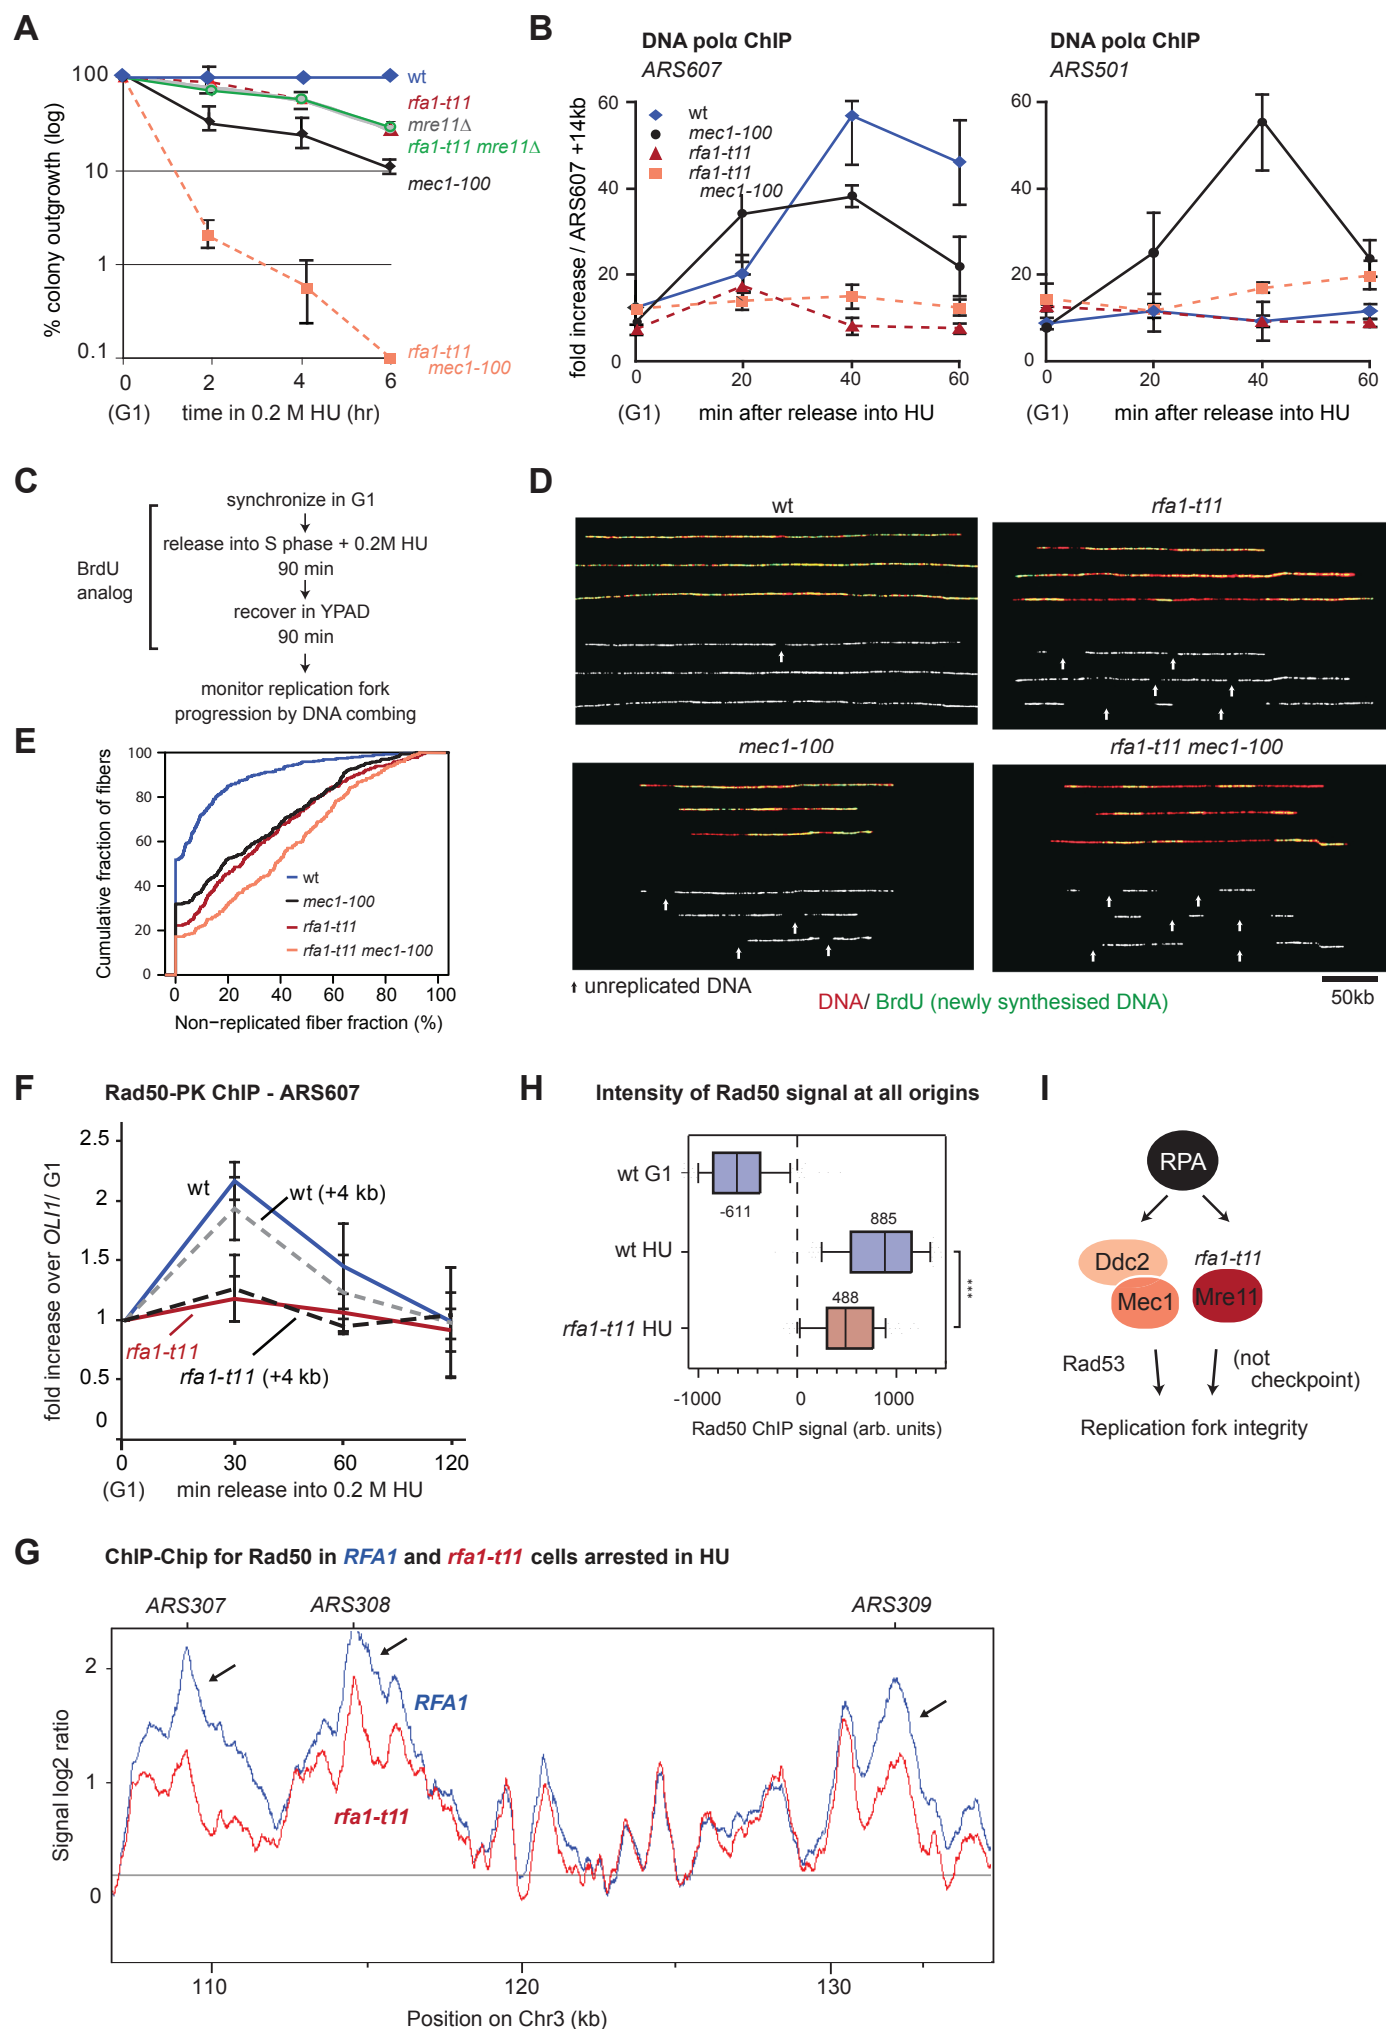 A
100
10
1
0.1
% colony outgrowth (log)
wt
rfa1-t11
mre11Δ
rfa1-t11 mre11Δ
mec1-100
rfa1-t11
mec1-100
0
2
4
6
(G1)
time in 0.2 M HU (hr)
B
DNA polα ChIP
ARS607
60
40
20
0
fold increase / ARS607 +14kb
wt
mec1-100
rfa1-t11
rfa1-t11
mec1-100
0
20
40
60
(G1)
min after release into HU
DNA polα ChIP
ARS501
60
40
20
0
0
20
40
60
(G1)
min after release into HU
C
synchronize in G1
release into S phase + 0.2M HU
90 min
BrdU
analog
recover in YPAD
90 min
monitor replication fork
progression by DNA combing
D
wt
rfa1-t11
mec1-100
rfa1-t11 mec1-100
unreplicated DNA
DNA/ BrdU (newly synthesised DNA)
50kb
E
100
80
60
40
20
0
Cumulative fraction of fibers
wt
mec1-100
rfa1-t11
rfa1-t11 mec1-100
0
20
40
60
80
100
Non−replicated fiber fraction (%)
F
Rad50-PK ChIP - ARS607
2.5
2
1.5
1
0.5
0
fold increase over OLI1/ G1
wt
wt (+4 kb)
rfa1-t11
rfa1-t11 (+4 kb)
0
30
60
120
(G1)
min release into 0.2 M HU
H
Intensity of Rad50 signal at all origins
wt G1
-611
wt HU
885
rfa1-t11 HU
488
***
-1000
0
1000
Rad50 ChIP signal (arb. units)
I
RPA
Ddc2
Mec1
rfa1-t11
Mre11
Rad53
(not
checkpoint)
Replication fork integrity
G
ChIP-Chip for Rad50 in RFA1 and rfa1-t11 cells arrested in HU
ARS307
ARS308
ARS309
2
1
0
Signal log2 ratio
RFA1
rfa1-t11
110
120
130
Position on Chr3 (kb)